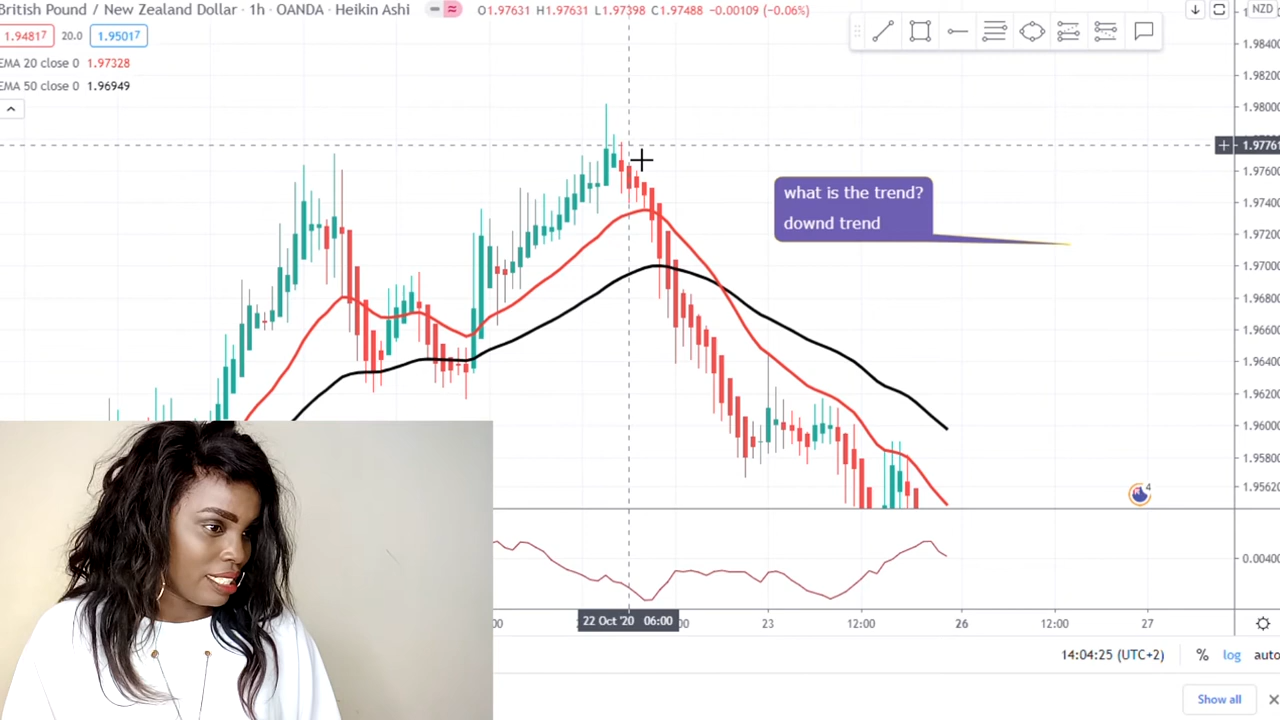 British Pound / New Zealand Dollar · 1h · OANDA · Heikin Ashi
O1.97631 H1.97631 L1.97398 C1.97488 -0.00109 (-0.06%)
NZD
1.94817 20.0 1.95017
EMA 20 close 0 1.97328
EMA 50 close 0 1.96949
1.98400
1.98200
1.98000
1.97761
1.97600
1.97400
1.97200
1.97000
1.96800
1.96600
1.96400
1.96200
1.96000
1.95800
1.95620
what is the trend?
downd trend
4
0.00400
22 Oct '20 06:00
23
12:00
26
12:00
27
14:04:25 (UTC+2)
%
log
auto
Show all